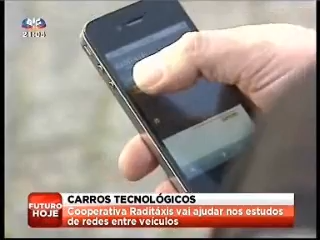 SIC
21:08
FUTURO
HOJE
CARROS TECNOLÓGICOS
Cooperativa Raditáxis vai ajudar nos estudos
de redes entre veículos